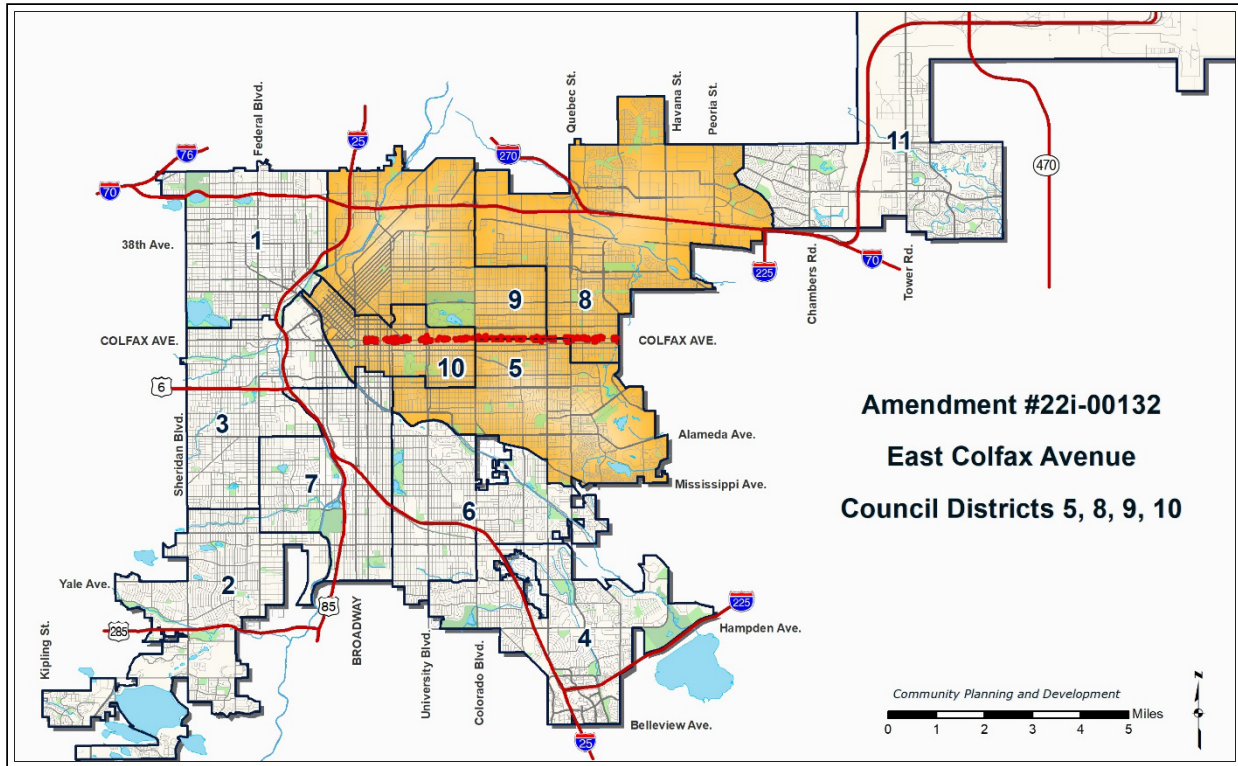 Federal Blvd.
Quebec St.
Havana St.
Peoria St.
76
25
270
70
11
470
38th Ave.
1
225
70
Chambers Rd.
Tower Rd.
9
8
COLFAX AVE.
COLFAX AVE.
10
5
6
3
Sheridan Blvd.
Alameda Ave.
Mississippi Ave.
7
6
Amendment #22i-00132
East Colfax Avenue
Council Districts 5, 8, 9, 10
Yale Ave.
2
85
BROADWAY
225
285
Hampden Ave.
Kipling St.
University Blvd.
Colorado Blvd.
4
Belleview Ave.
25
Community Planning and Development
Miles
0 1 2 3 4 5
N